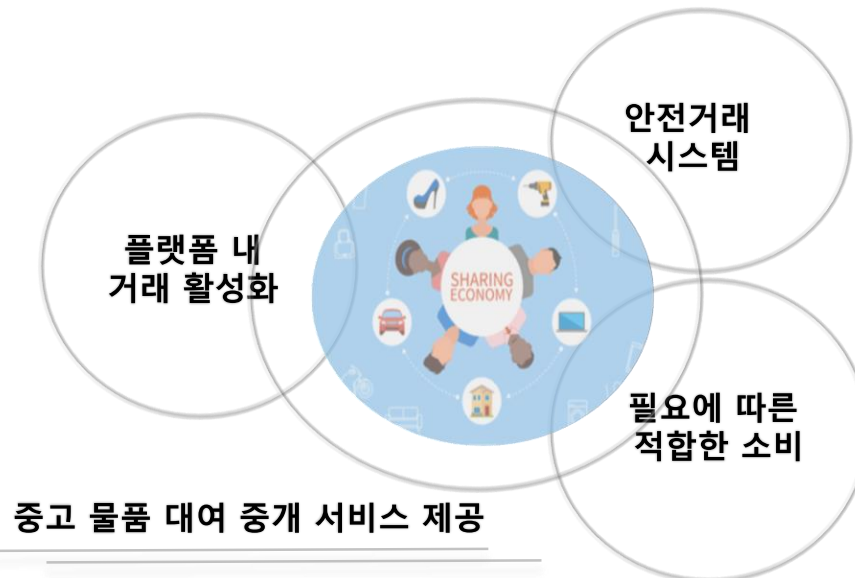 안전거래
시스템
플랫폼 내
거래 활성화
SHARING
ECONOMY
필요에 따른
적합한 소비
중고 물품 대여 중개 서비스 제공